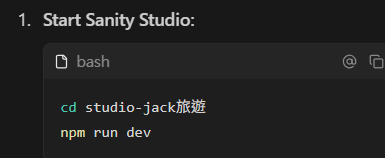 1. Start Sanity Studio:
bash
cd studio-jack旅遊
npm run dev